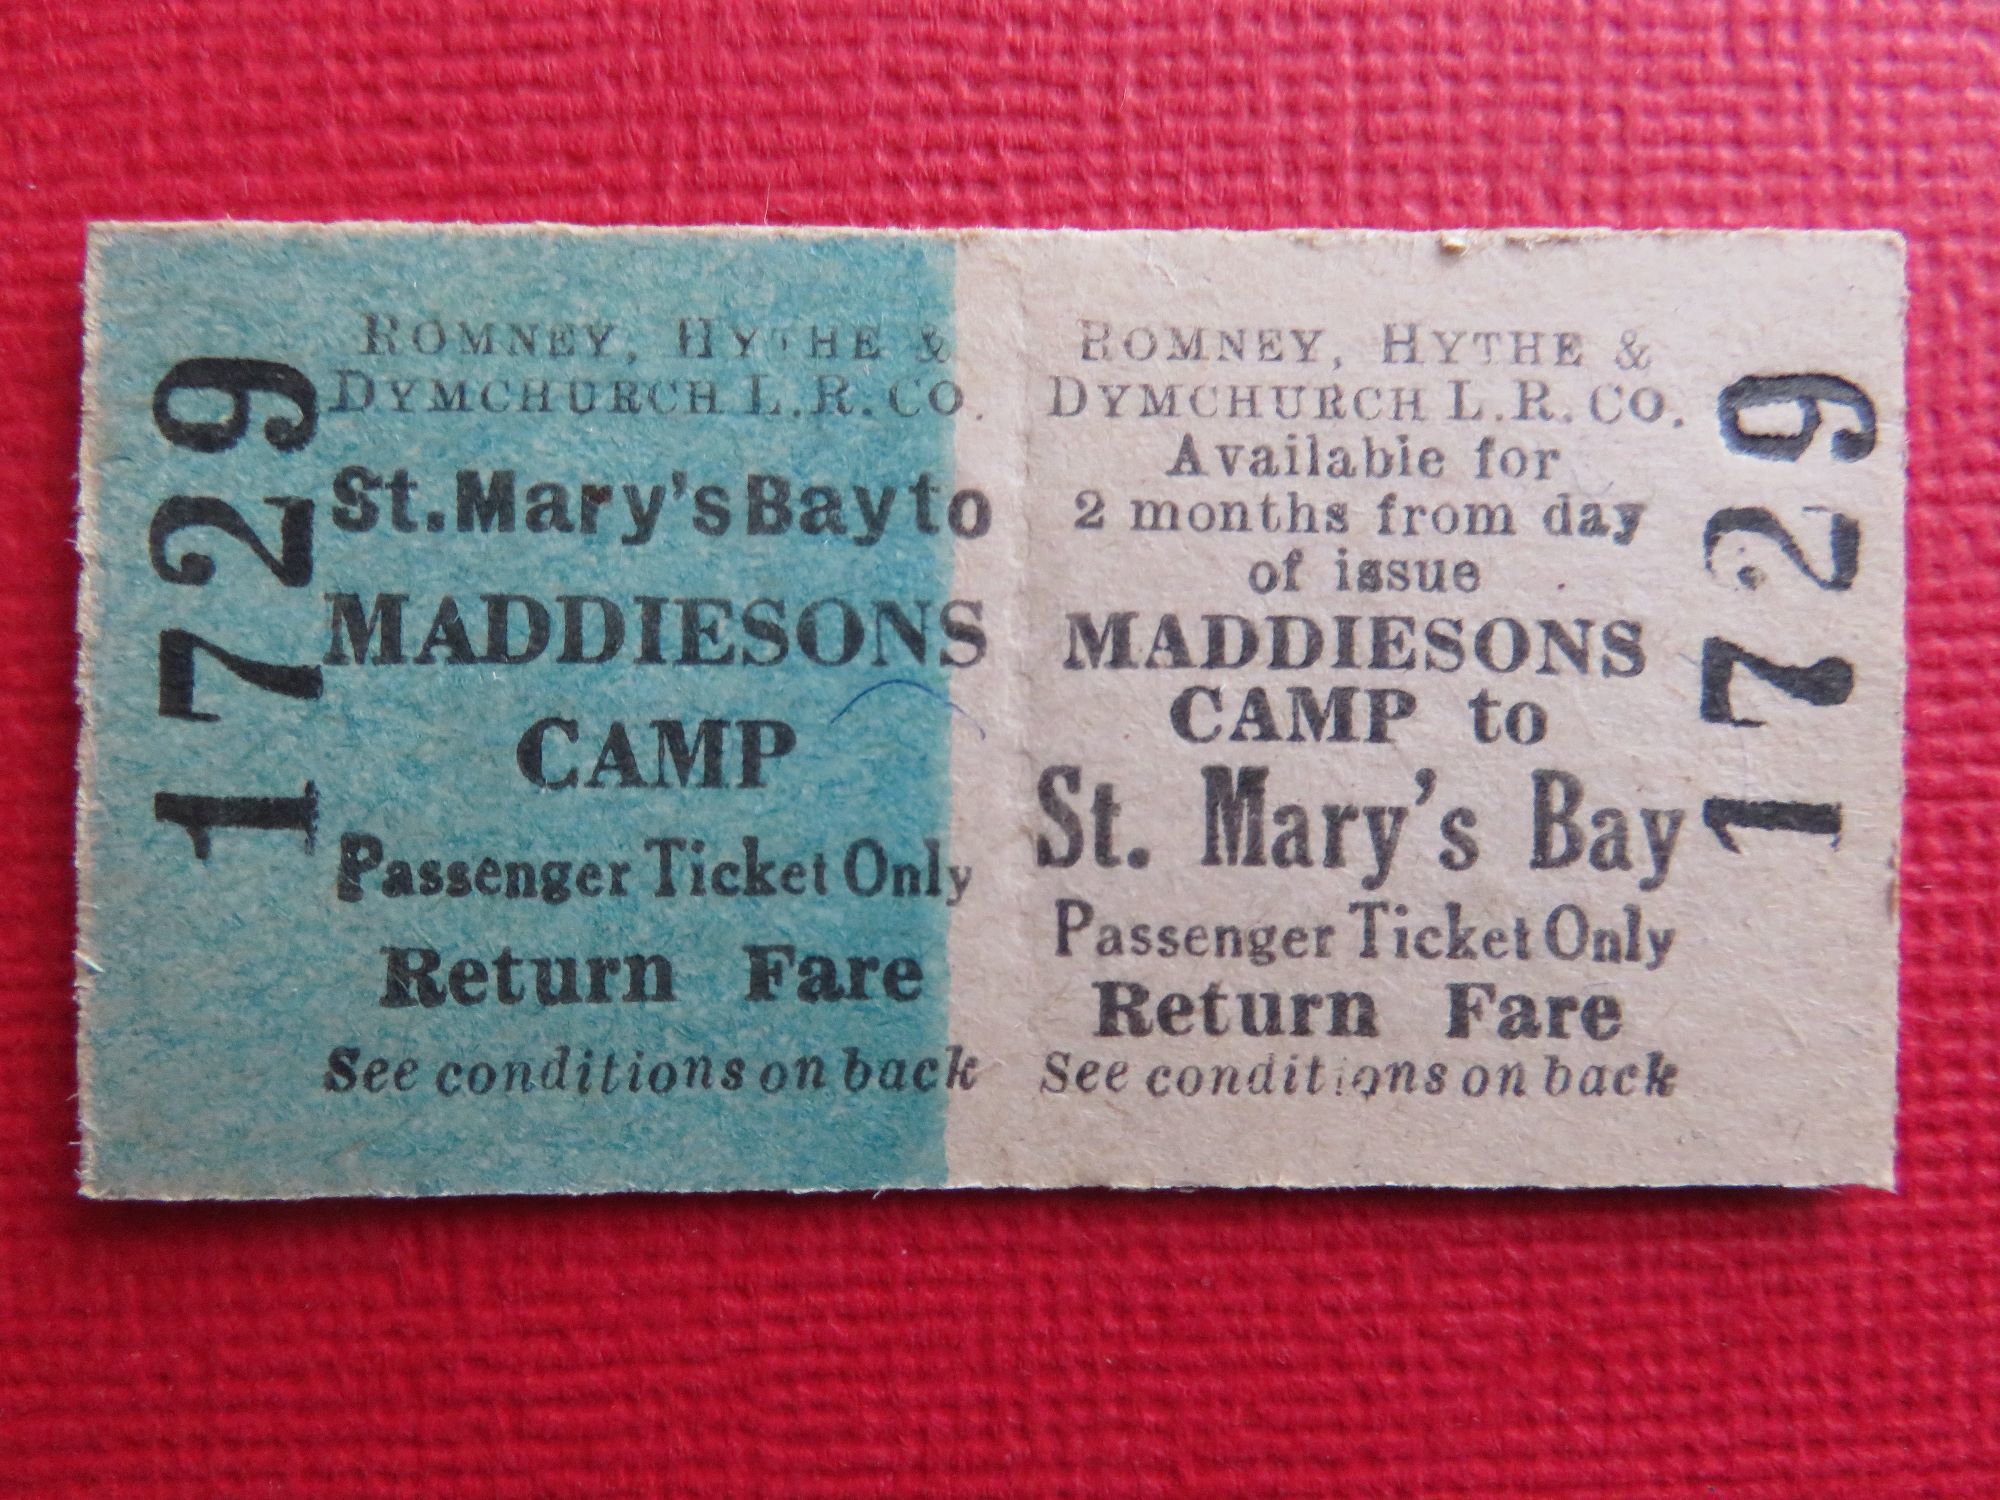 1729
ROMNEY, HYTHE &
DYMCHURCH L.R.CO.
St. Mary's Bay to
MADDIESONS
CAMP
Passenger Ticket Only
Return Fare
See conditions on back
ROMNEY, HYTHE &
DYMCHURCH L.R.CO.
Available for
2 months from day
of issue
MADDIESONS
CAMP to
St. Mary's Bay
Passenger Ticket Only
Return Fare
See conditions on back
1729